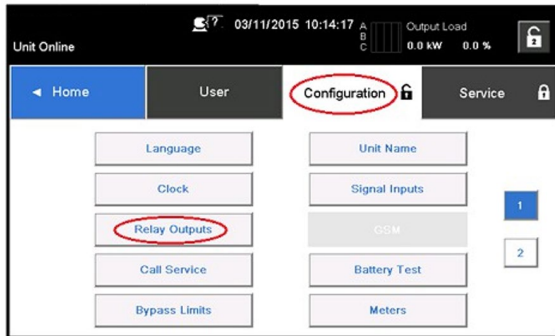 ? 03/11/2015 10:14:17 A B C Output Load
Unit Online 0.0 kW 0.0 % 2
◄ Home User Configuration Service
Language Unit Name
Clock Signal Inputs
Relay Outputs GSM 1
Call Service Battery Test 2
Bypass Limits Meters